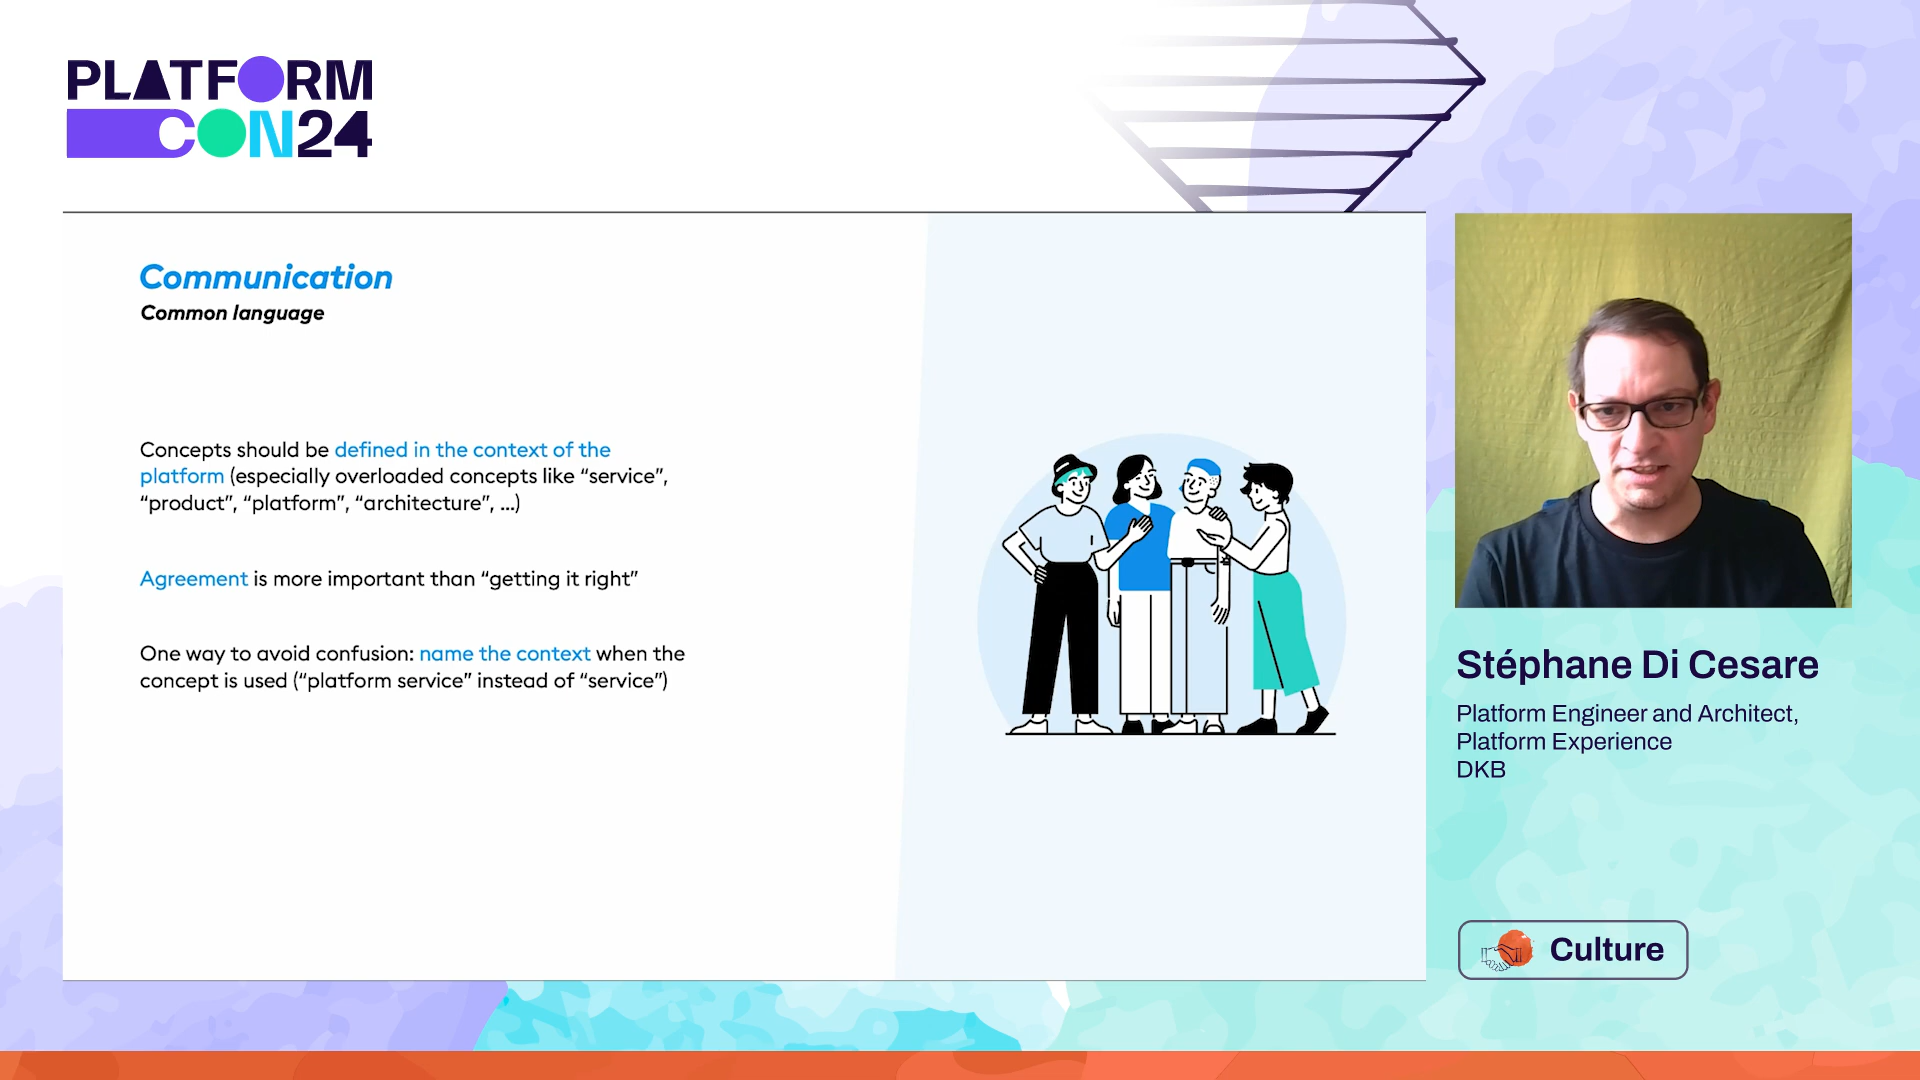 PLATFORM
CON24
Communication
Common language
Concepts should be defined in the context of the
platform (especially overloaded concepts like “service”,
“product”, “platform”, “architecture”, ...)
Agreement is more important than “getting it right”
One way to avoid confusion: name the context when the
concept is used (“platform service” instead of “service”)
Stéphane Di Cesare
Platform Engineer and Architect,
Platform Experience
DKB
Culture